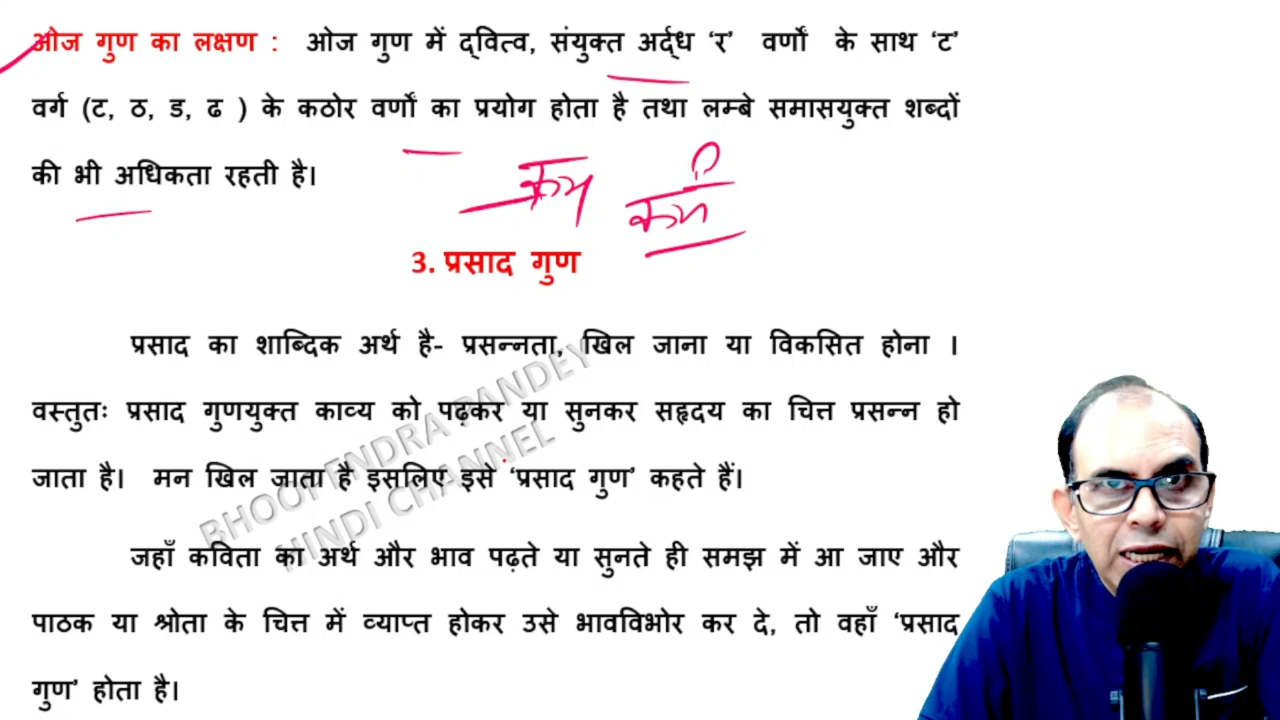 ओज गुण का लक्षण : ओज गुण में द्वित्व, संयुक्त अर्द्ध ‘र’ वर्णों के साथ ‘ट’
वर्ग (ट, ठ, ड, ढ ) के कठोर वर्णों का प्रयोग होता है तथा लम्बे समासयुक्त शब्दों
की भी अधिकता रहती है।
3. प्रसाद गुण
प्रसाद का शाब्दिक अर्थ है- प्रसन्नता, खिल जाना या विकसित होना ।
वस्तुतः प्रसाद गुणयुक्त काव्य को पढ़कर या सुनकर सहृदय का चित्त प्रसन्न हो
जाता है। मन खिल जाता है इसलिए इसे ‘प्रसाद गुण’ कहते हैं।
BHOOPENDRA PANDEY
HINDI CHANNEL
जहाँ कविता का अर्थ और भाव पढ़ते या सुनते ही समझ में आ जाए और
पाठक या श्रोता के चित्त में व्याप्त होकर उसे भावविभोर कर दे, तो वहाँ ‘प्रसाद
गुण’ होता है।